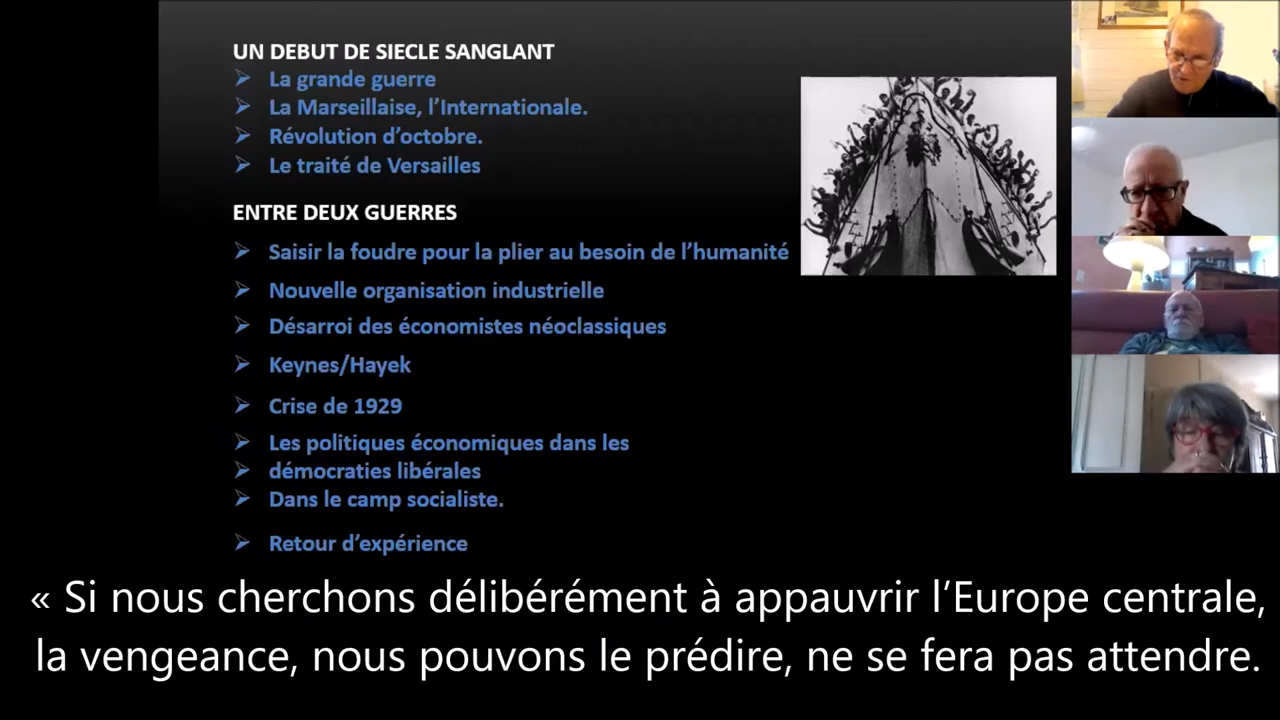 UN DEBUT DE SIECLE SANGLANT
La grande guerre
La Marseillaise, l’Internationale.
Révolution d’octobre.
Le traité de Versailles
ENTRE DEUX GUERRES
Saisir la foudre pour la plier au besoin de l’humanité
Nouvelle organisation industrielle
Désarroi des économistes néoclassiques
Keynes/Hayek
Crise de 1929
Les politiques économiques dans les
démocraties libérales
Dans le camp socialiste.
Retour d’expérience
« Si nous cherchons délibérément à appauvrir l’Europe centrale,
la vengeance, nous pouvons le prédire, ne se fera pas attendre.